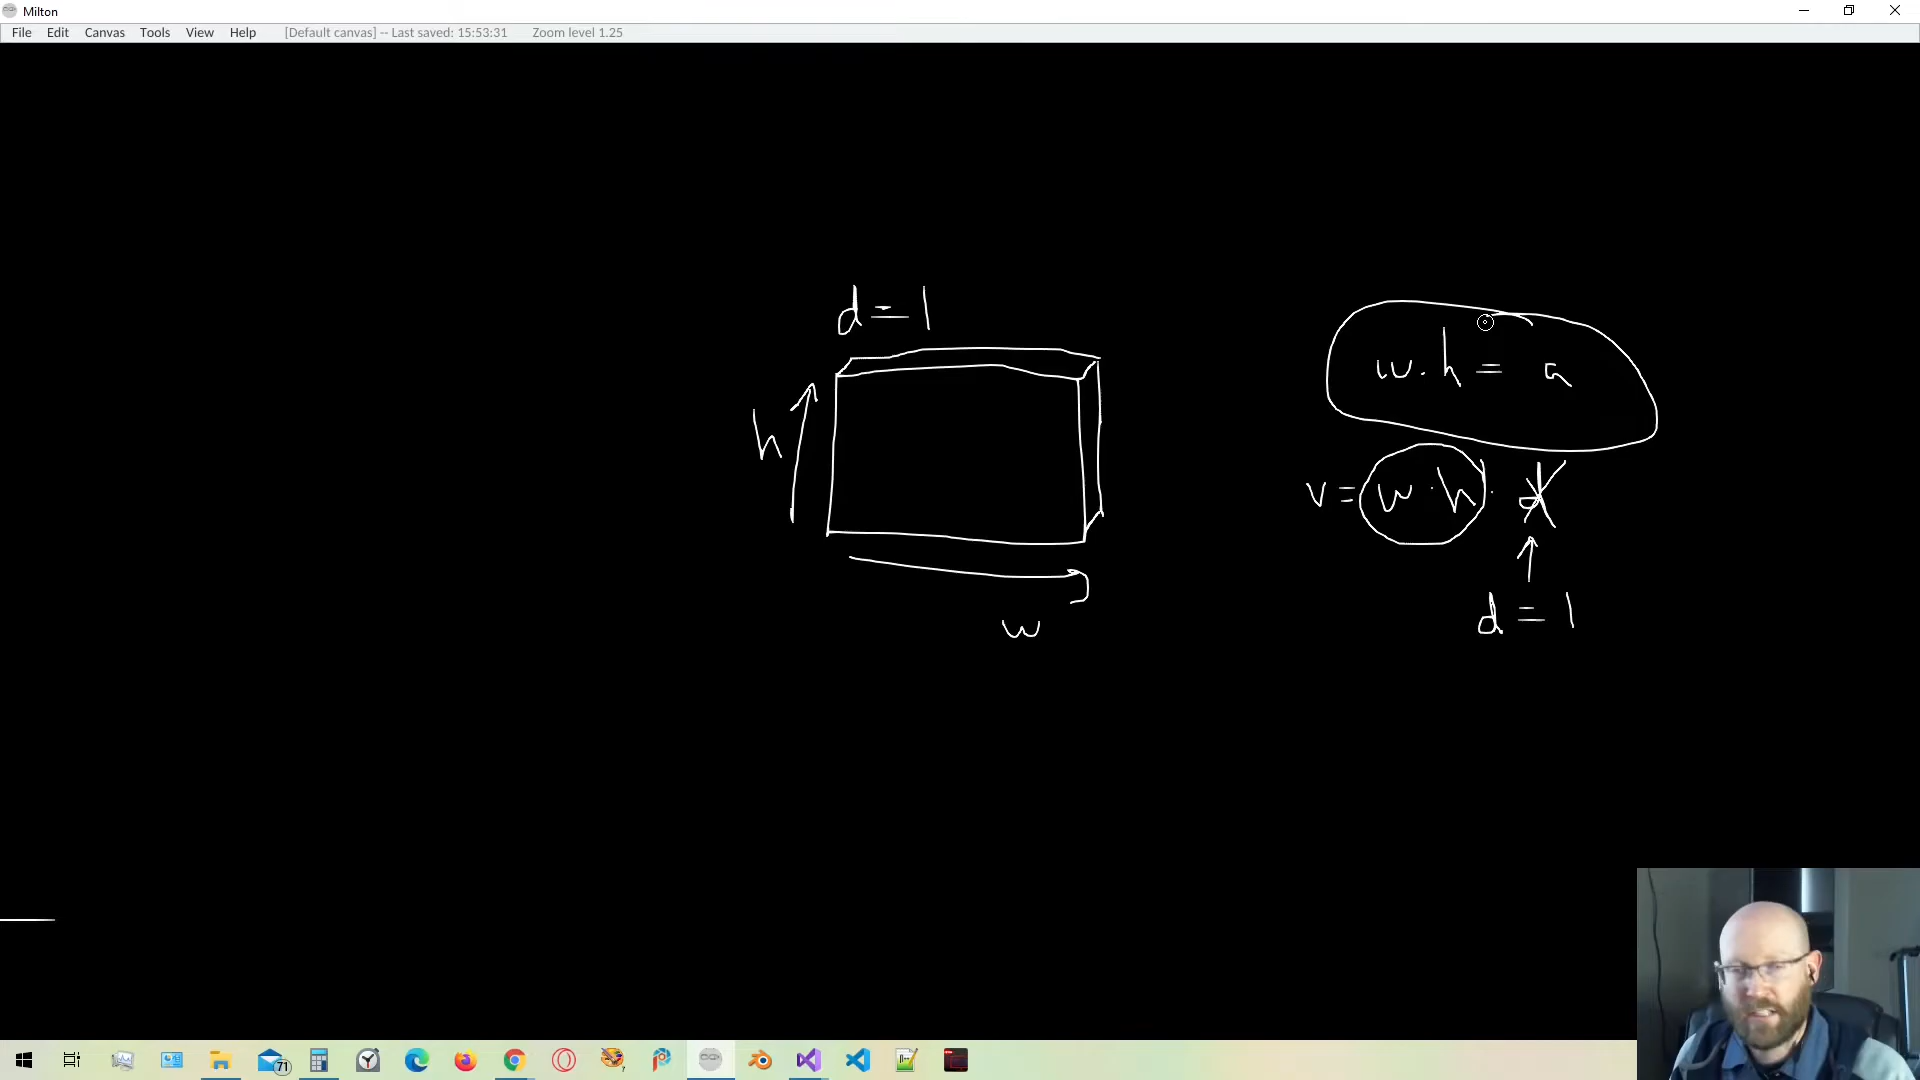 Milton
File Edit Canvas Tools View Help [Default canvas] -- Last saved: 15:53:31 Zoom level 1.25
d = 1
h
w
w · h = a
v = w · h · d
d = 1
71